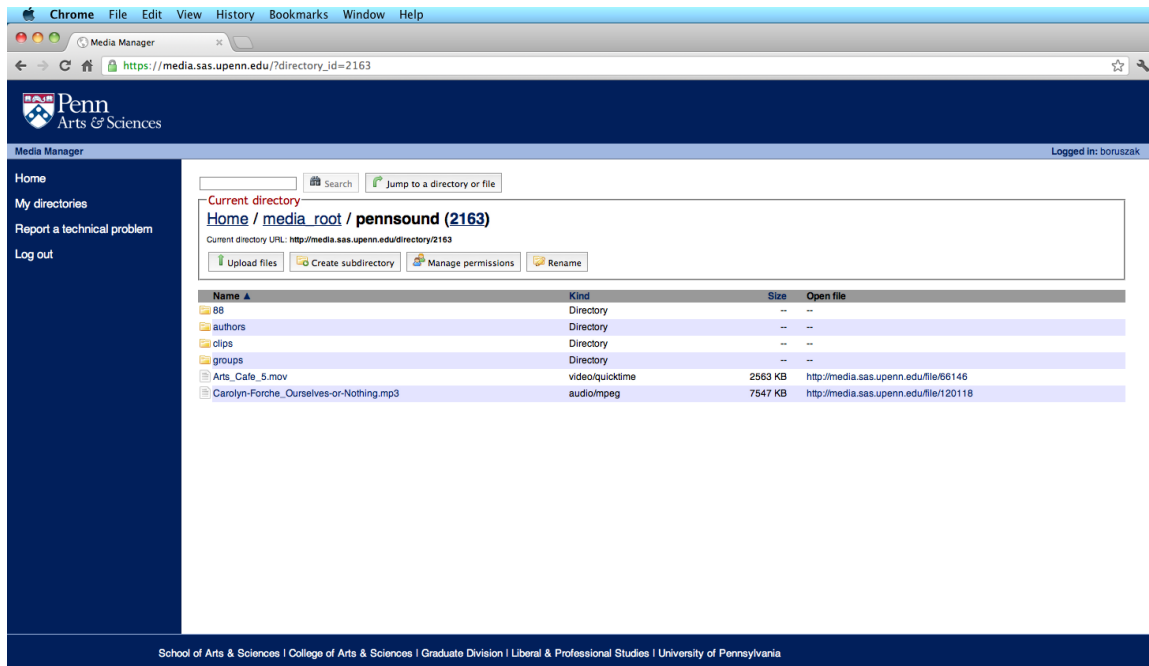 Chrome File Edit View History Bookmarks Window Help
Media Manager
https://media.sas.upenn.edu/?directory_id=2163
Penn
Arts & Sciences
Media Manager Logged in: boruszak
Home
My directories
Report a technical problem
Log out
Search Jump to a directory or file
Current directory
Home / media_root / pennsound (2163)
Current directory URL: http://media.sas.upenn.edu/directory/2163
Upload files Create subdirectory Manage permissions Rename
Name ▲ Kind Size Open file
88 Directory -- --
authors Directory -- --
clips Directory -- --
groups Directory -- --
Arts_Cafe_5.mov video/quicktime 2563 KB http://media.sas.upenn.edu/file/66146
Carolyn-Forche_Ourselves-or-Nothing.mp3 audio/mpeg 7547 KB http://media.sas.upenn.edu/file/120118
School of Arts & Sciences | College of Arts & Sciences | Graduate Division | Liberal & Professional Studies | University of Pennsylvania